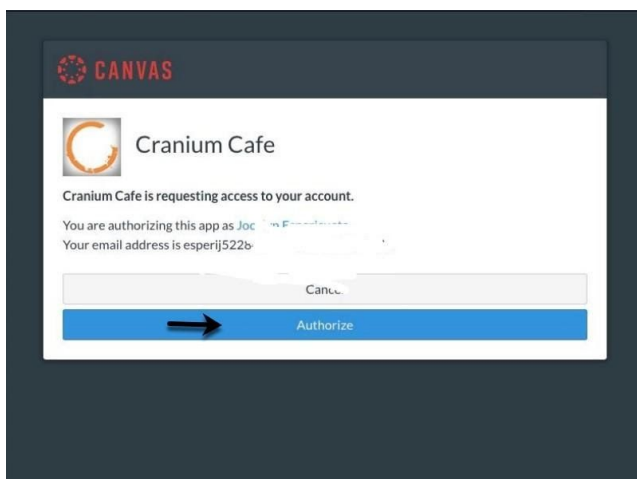 CANVAS
Cranium Cafe
Cranium Cafe is requesting access to your account.
You are authorizing this app as
Your email address is
Authorize